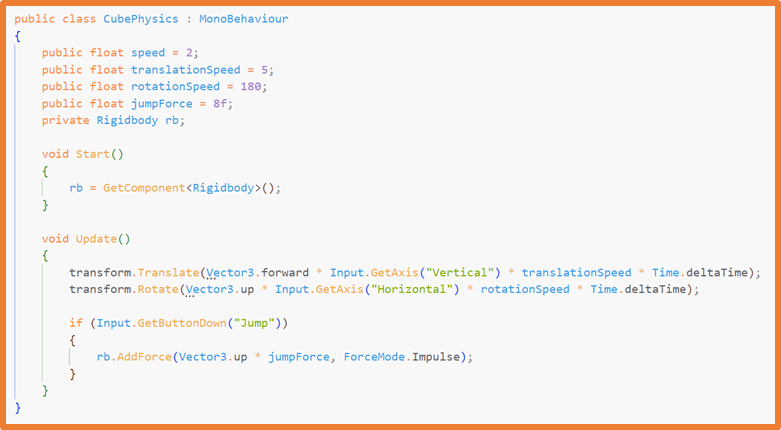 public class CubePhysics : MonoBehaviour
{
    public float speed = 2;
    public float translationSpeed = 5;
    public float rotationSpeed = 180;
    public float jumpForce = 8f;
    private Rigidbody rb;

    void Start()
    {
        rb = GetComponent<Rigidbody>();
    }

    void Update()
    {
        transform.Translate(Vector3.forward * Input.GetAxis("Vertical") * translationSpeed * Time.deltaTime);
        transform.Rotate(Vector3.up * Input.GetAxis("Horizontal") * rotationSpeed * Time.deltaTime);

        if (Input.GetButtonDown("Jump"))
        {
            rb.AddForce(Vector3.up * jumpForce, ForceMode.Impulse);
        }
    }
}